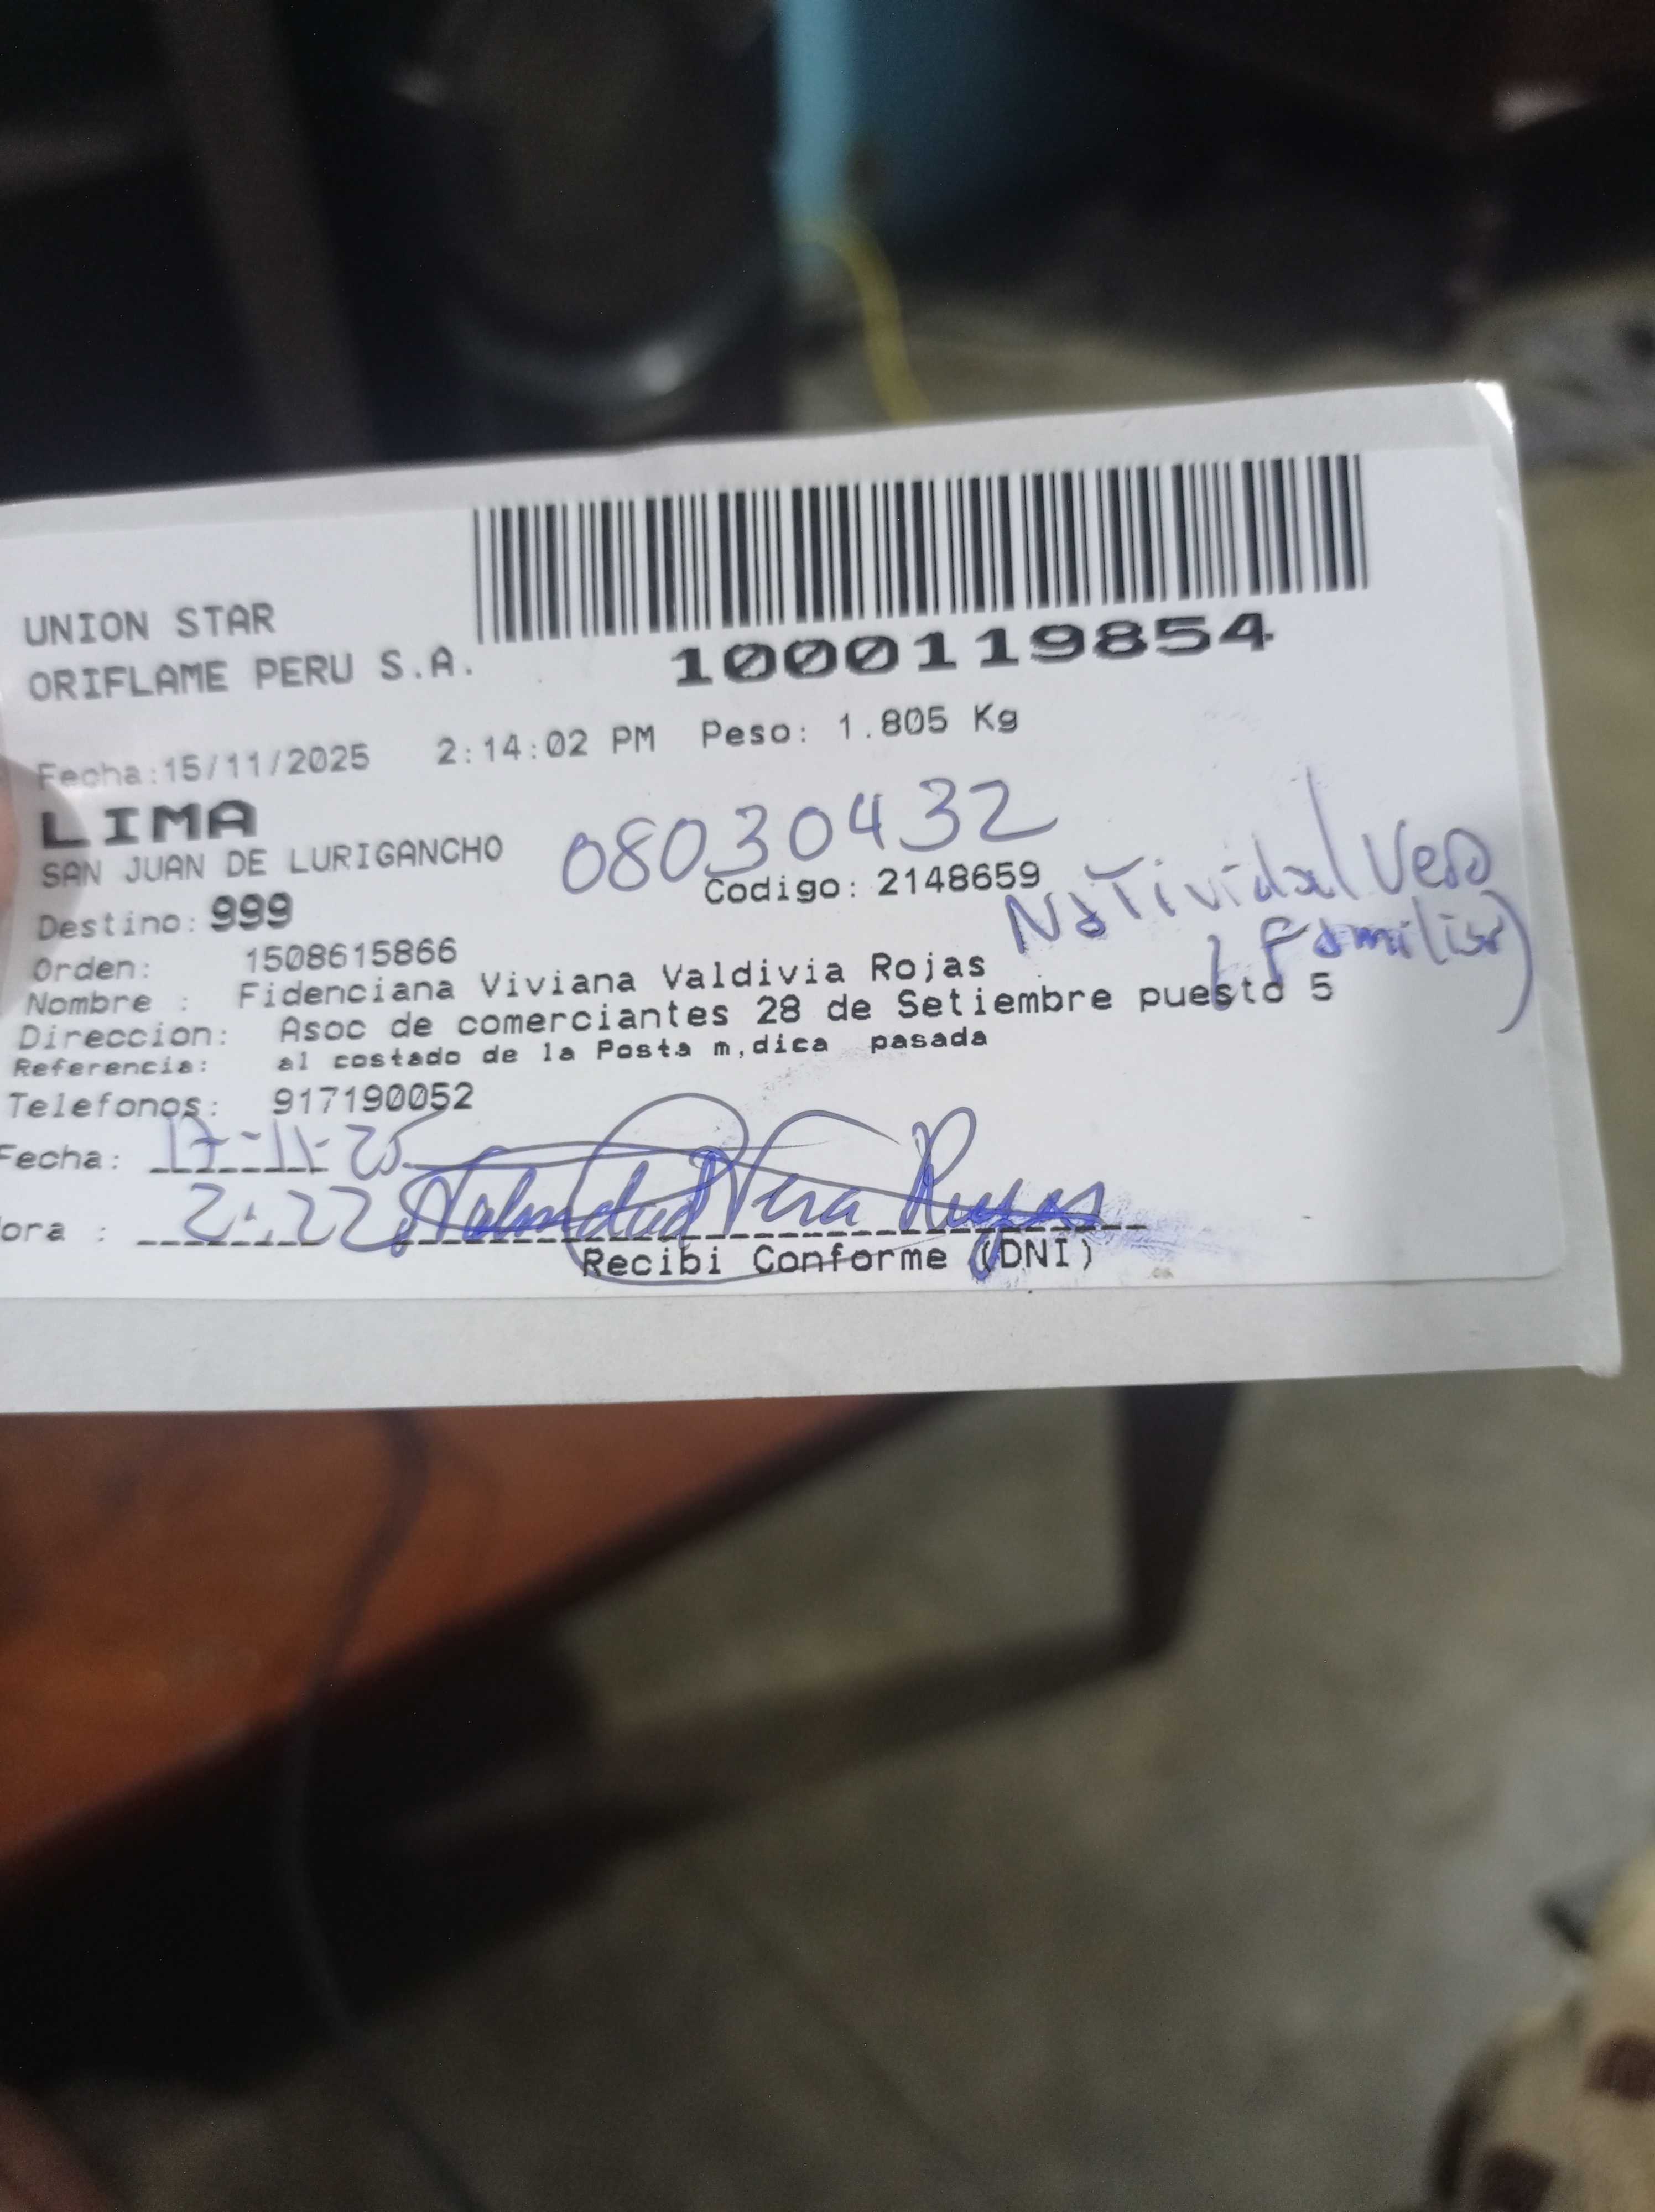 UNION STAR
ORIFLAME PERU S.A.
1000119854
Fecha:15/11/2025 2:14:02 PM Peso: 1.805 Kg
LIMA
SAN JUAN DE LURIGANCHO
08030432
Codigo: 2148659
Natividad Vera
(familiar)
Destino: 999
Orden: 1508615866
Nombre : Fidenciana Viviana Valdivia Rojas
Direccion: Asoc de comerciantes 28 de Setiembre puesto 5
Referencia: al costado de la Posta m,dica pasada
Telefonos: 917190052
Fecha: 17-11-25
ora : 2:22
Vera Rojas
Recibi Conforme (DNI)